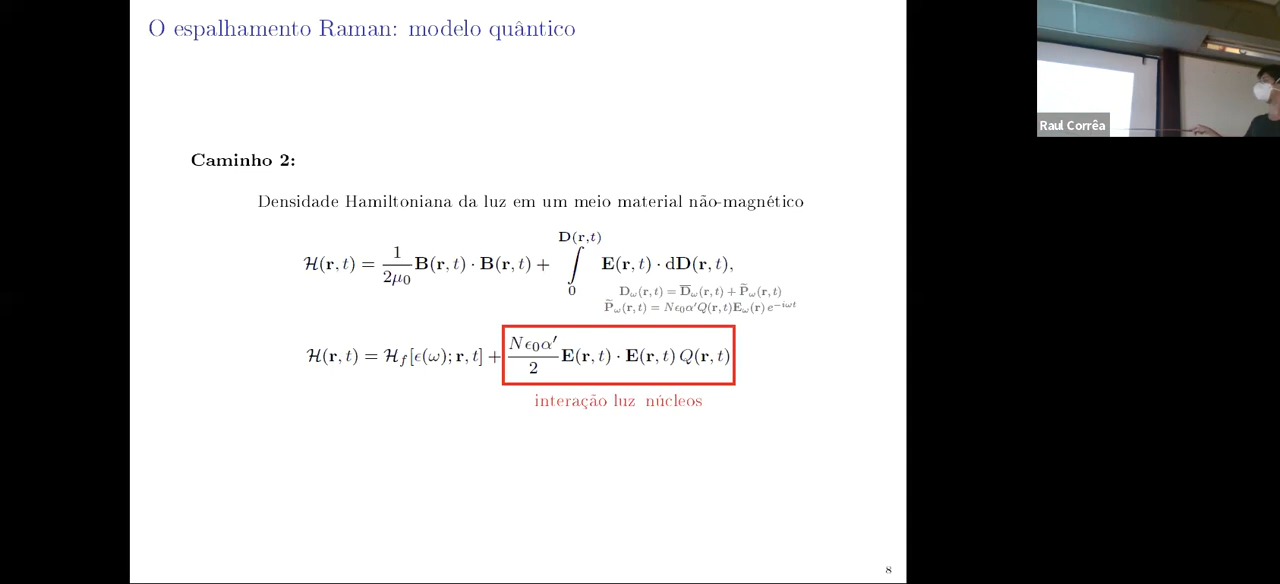 O espalhamento Raman: modelo quântico
Raul Corrêa
Caminho 2:
Densidade Hamiltoniana da luz em um meio material não-magnético
ℋ(r, t) = 1/2μ₀ B(r, t) · B(r, t) + ∫₀^D(r,t) E(r, t) · dD(r, t),
D_ω(r, t) = D̅_ω(r, t) + P̃_ω(r, t)
P̃_ω(r, t) = Nϵ₀α′Q(r, t)E_ω(r) e^−iωt
ℋ(r, t) = ℋ_f[ϵ(ω); r, t] + Nϵ₀α′/2 E(r, t) · E(r, t) Q(r, t)
interação luz núcleos
8